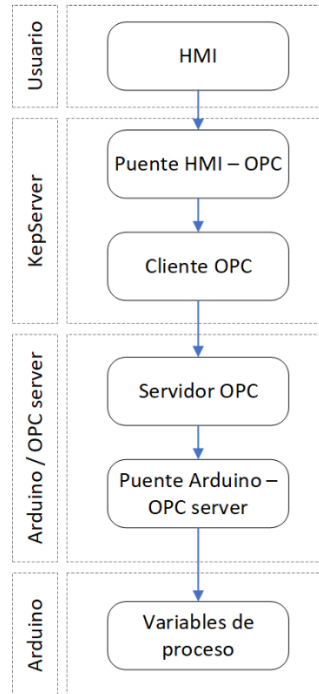 Usuario
HMI
KepServer
Puente HMI – OPC
Cliente OPC
Arduino / OPC server
Servidor OPC
Puente Arduino –
OPC server
Arduino
Variables de
proceso